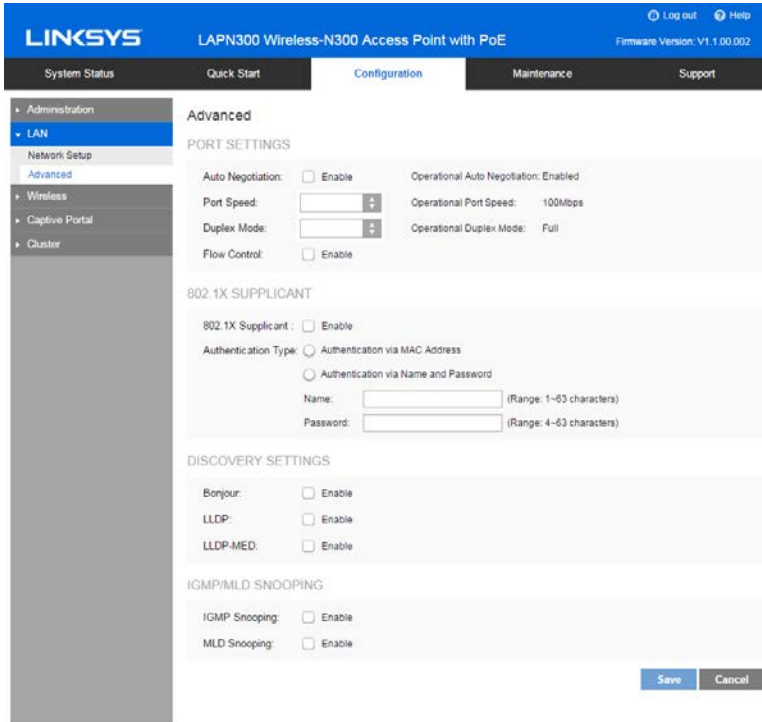 Log out Help
LINKSYS LAPN300 Wireless-N300 Access Point with PoE Firmware Version: V1.1.00.002
System Status Quick Start Configuration Maintenance Support
Administration
LAN
Network Setup
Advanced
Wireless
Captive Portal
Cluster
Advanced
PORT SETTINGS
Auto Negotiation: Enable Operational Auto Negotiation: Enabled
Port Speed: Operational Port Speed: 100Mbps
Duplex Mode: Operational Duplex Mode: Full
Flow Control: Enable
802.1X SUPPLICANT
802.1X Supplicant : Enable
Authentication Type: Authentication via MAC Address
Authentication via Name and Password
Name: (Range: 1~63 characters)
Password: (Range: 4~63 characters)
DISCOVERY SETTINGS
Bonjour: Enable
LLDP: Enable
LLDP-MED: Enable
IGMP/MLD SNOOPING
IGMP Snooping: Enable
MLD Snooping: Enable
Save Cancel